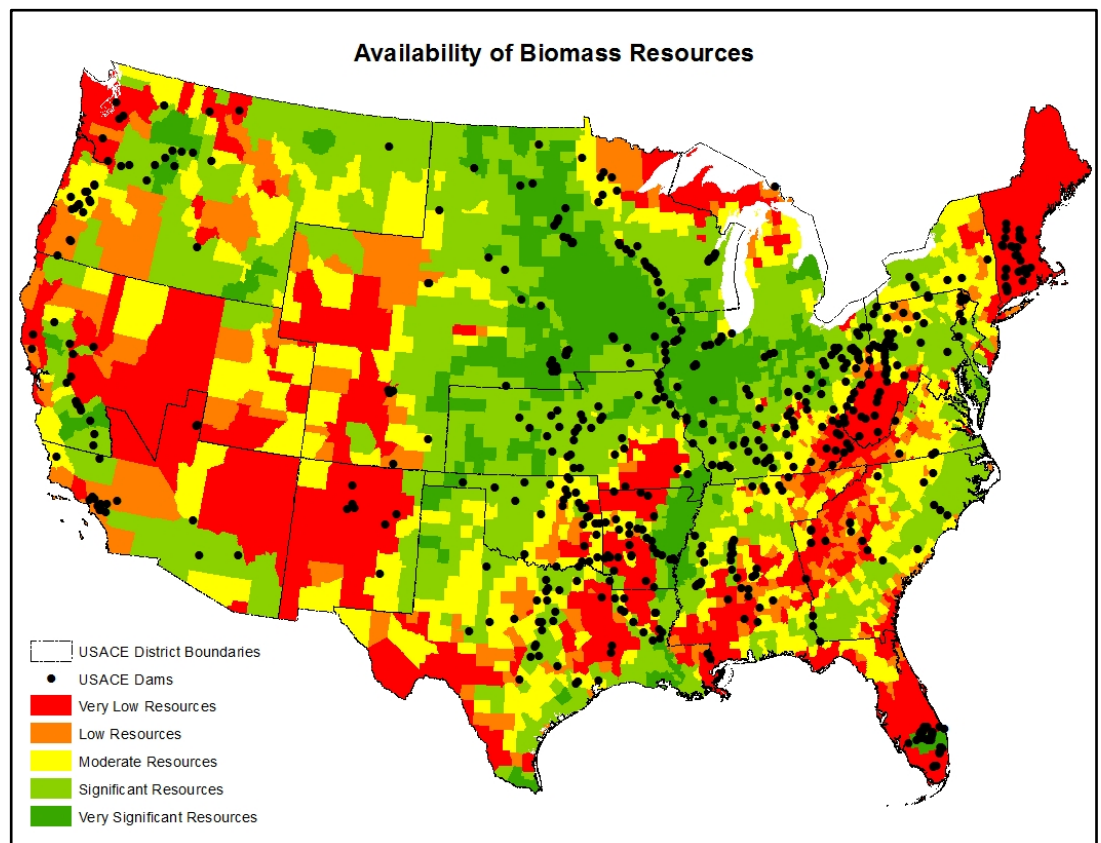 Availability of Biomass Resources
USACE District Boundaries
USACE Dams
Very Low Resources
Low Resources
Moderate Resources
Significant Resources
Very Significant Resources